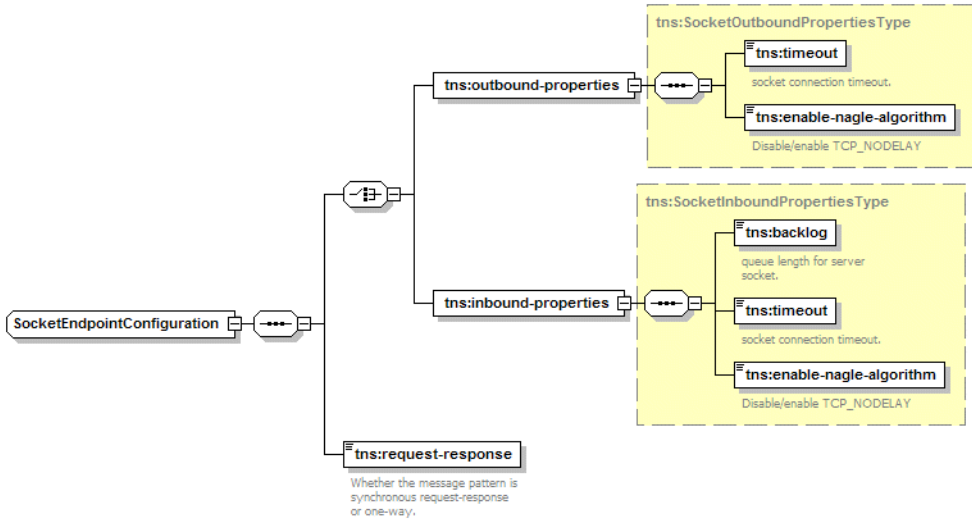 tns:SocketOutboundPropertiesType
tns:timeout
socket connection timeout.
tns:outbound-properties
tns:enable-nagle-algorithm
Disable/enable TCP_NODELAY
tns:SocketInboundPropertiesType
tns:backlog
queue length for server
socket.
tns:inbound-properties
tns:timeout
socket connection timeout.
SocketEndpointConfiguration
tns:enable-nagle-algorithm
Disable/enable TCP_NODELAY
tns:request-response
Whether the message pattern is
synchronous request-response
or one-way.